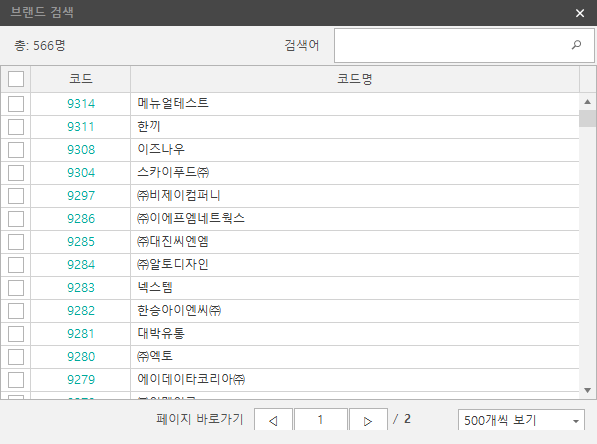 브랜드 검색
총: 566명 검색어
코드 코드명
9314 메뉴얼테스트
9311 한끼
9308 이즈나우
9304 스카이푸드㈜
9297 ㈜비제이컴퍼니
9286 ㈜이에프엠네트웍스
9285 ㈜대진씨엔엠
9284 ㈜알토디자인
9283 넥스템
9282 한승아이엔씨㈜
9281 대박유통
9280 ㈜엑토
9279 에이데이타코리아㈜
페이지 바로가기 1 / 2 500개씩 보기